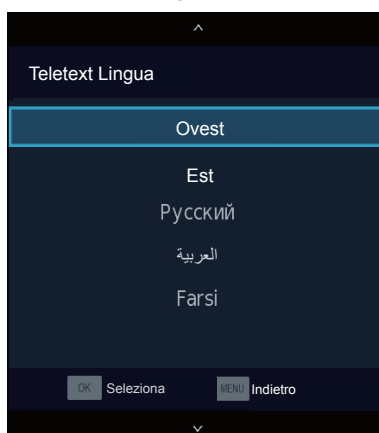 Teletext Lingua
Ovest
Est
Русский
العربية
Farsi
OK Seleziona MENU Indietro